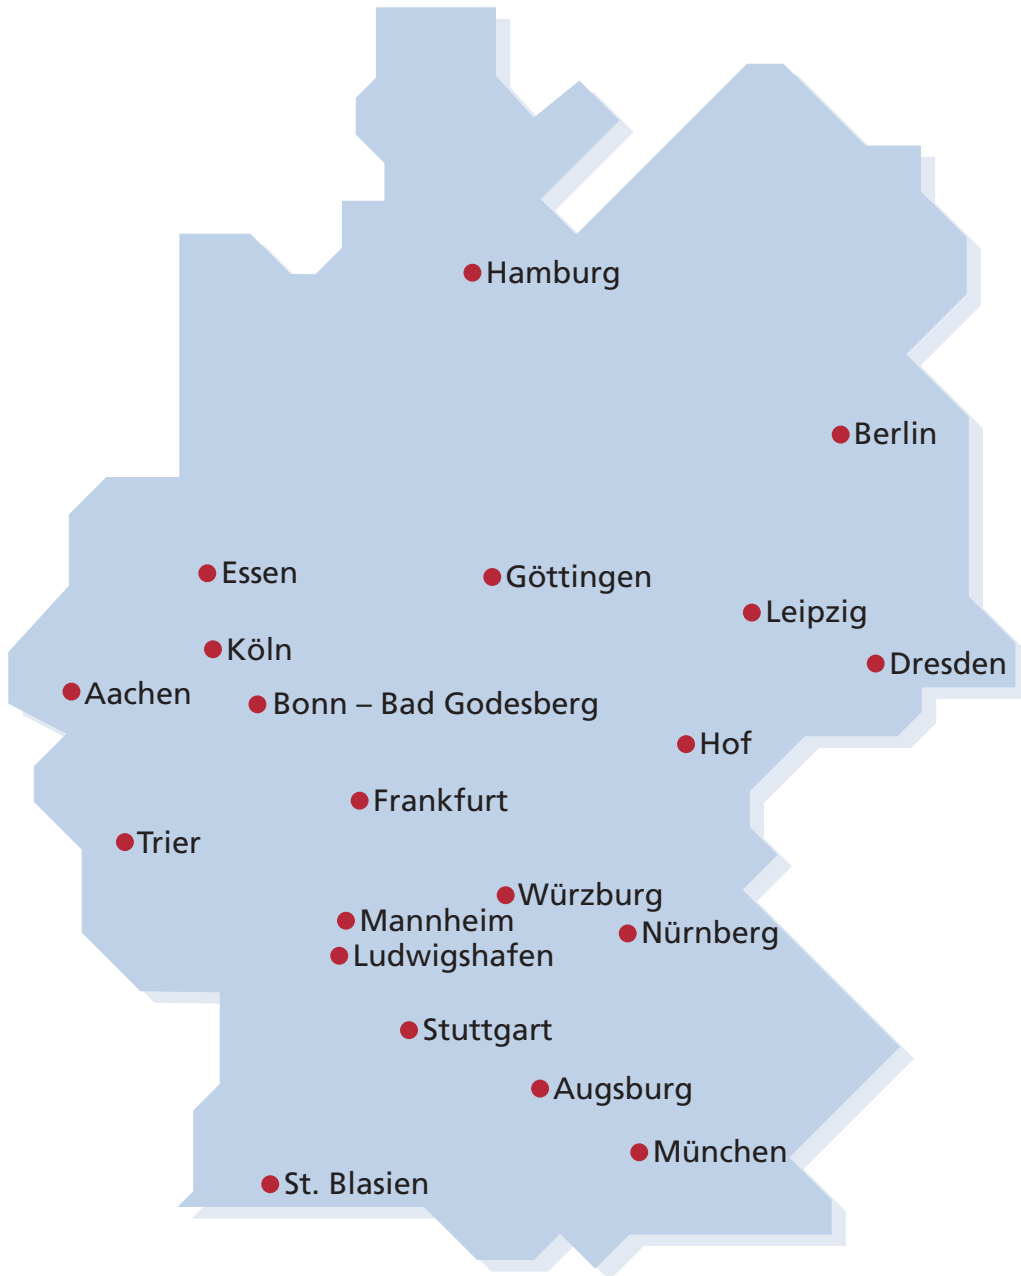 Hamburg
Berlin
Essen
Göttingen
Leipzig
Köln
Dresden
Aachen
Bonn – Bad Godesberg
Hof
Frankfurt
Trier
Würzburg
Mannheim
Nürnberg
Ludwigshafen
Stuttgart
Augsburg
München
St. Blasien